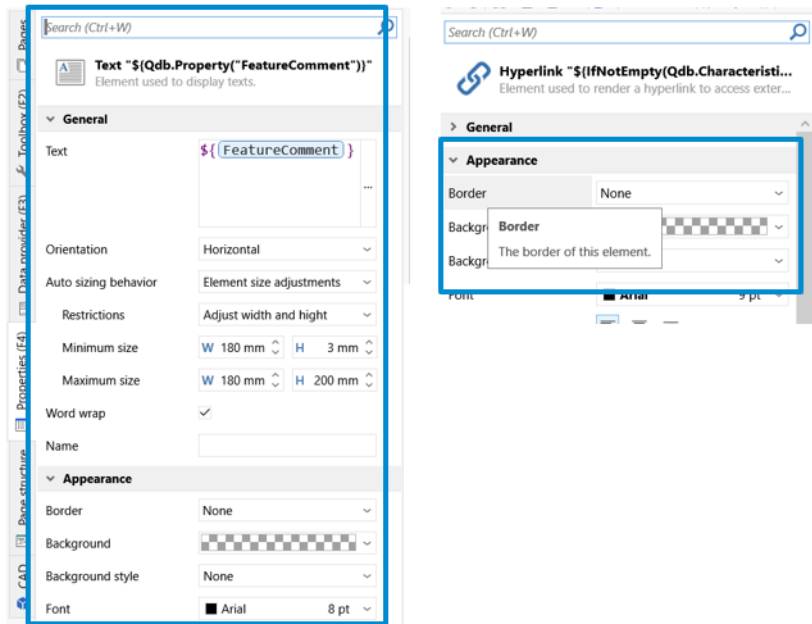 Pages
Toolbox (F2)
Data provider (F3)
Properties (F4)
Page structure
CAD
Search (Ctrl+W)
Text "${Qdb.Property("FeatureComment")}"
Element used to display texts.
General
Text
${ FeatureComment }
...
Orientation Horizontal
Auto sizing behavior Element size adjustments
Restrictions Adjust width and hight
Minimum size W 180 mm H 3 mm
Maximum size W 180 mm H 200 mm
Word wrap
Name
Appearance
Border None
Background
Background style None
Font Arial 8 pt
Search (Ctrl+W)
Hyperlink "${IfNotEmpty(Qdb.Characteristi...
Element used to render a hyperlink to access exter...
General
Appearance
Border None
Backgr
Border
The border of this element.
Backgr
Font Arial 9 pt